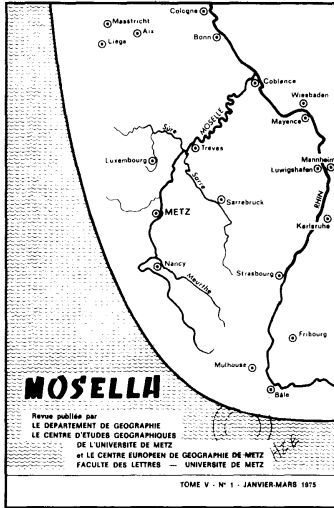 Cologne
Maastricht
Aix
Liege
Bonn
Coblence
Wiesbaden
Mayence
MOSELLE
Sûre
Trèves
Luxembourg
Sarre
Mannheim
Luwigshafen
Sarrebruck
METZ
RHIN
Karlsruhe
Nancy
Meurthe
Strasbourg
Fribourg
Mulhouse
Bâle
MOSELLA
Revue publiée par
LE DEPARTEMENT DE GEOGRAPHIE
LE CENTRE D'ETUDES GEOGRAPHIQUES
DE L'UNIVERSITE DE METZ
et LE CENTRE EUROPEEN DE GEOGRAPHIE DE METZ
FACULTE DES LETTRES — UNIVERSITE DE METZ
TOME V - N° 1 - JANVIER-MARS 1975